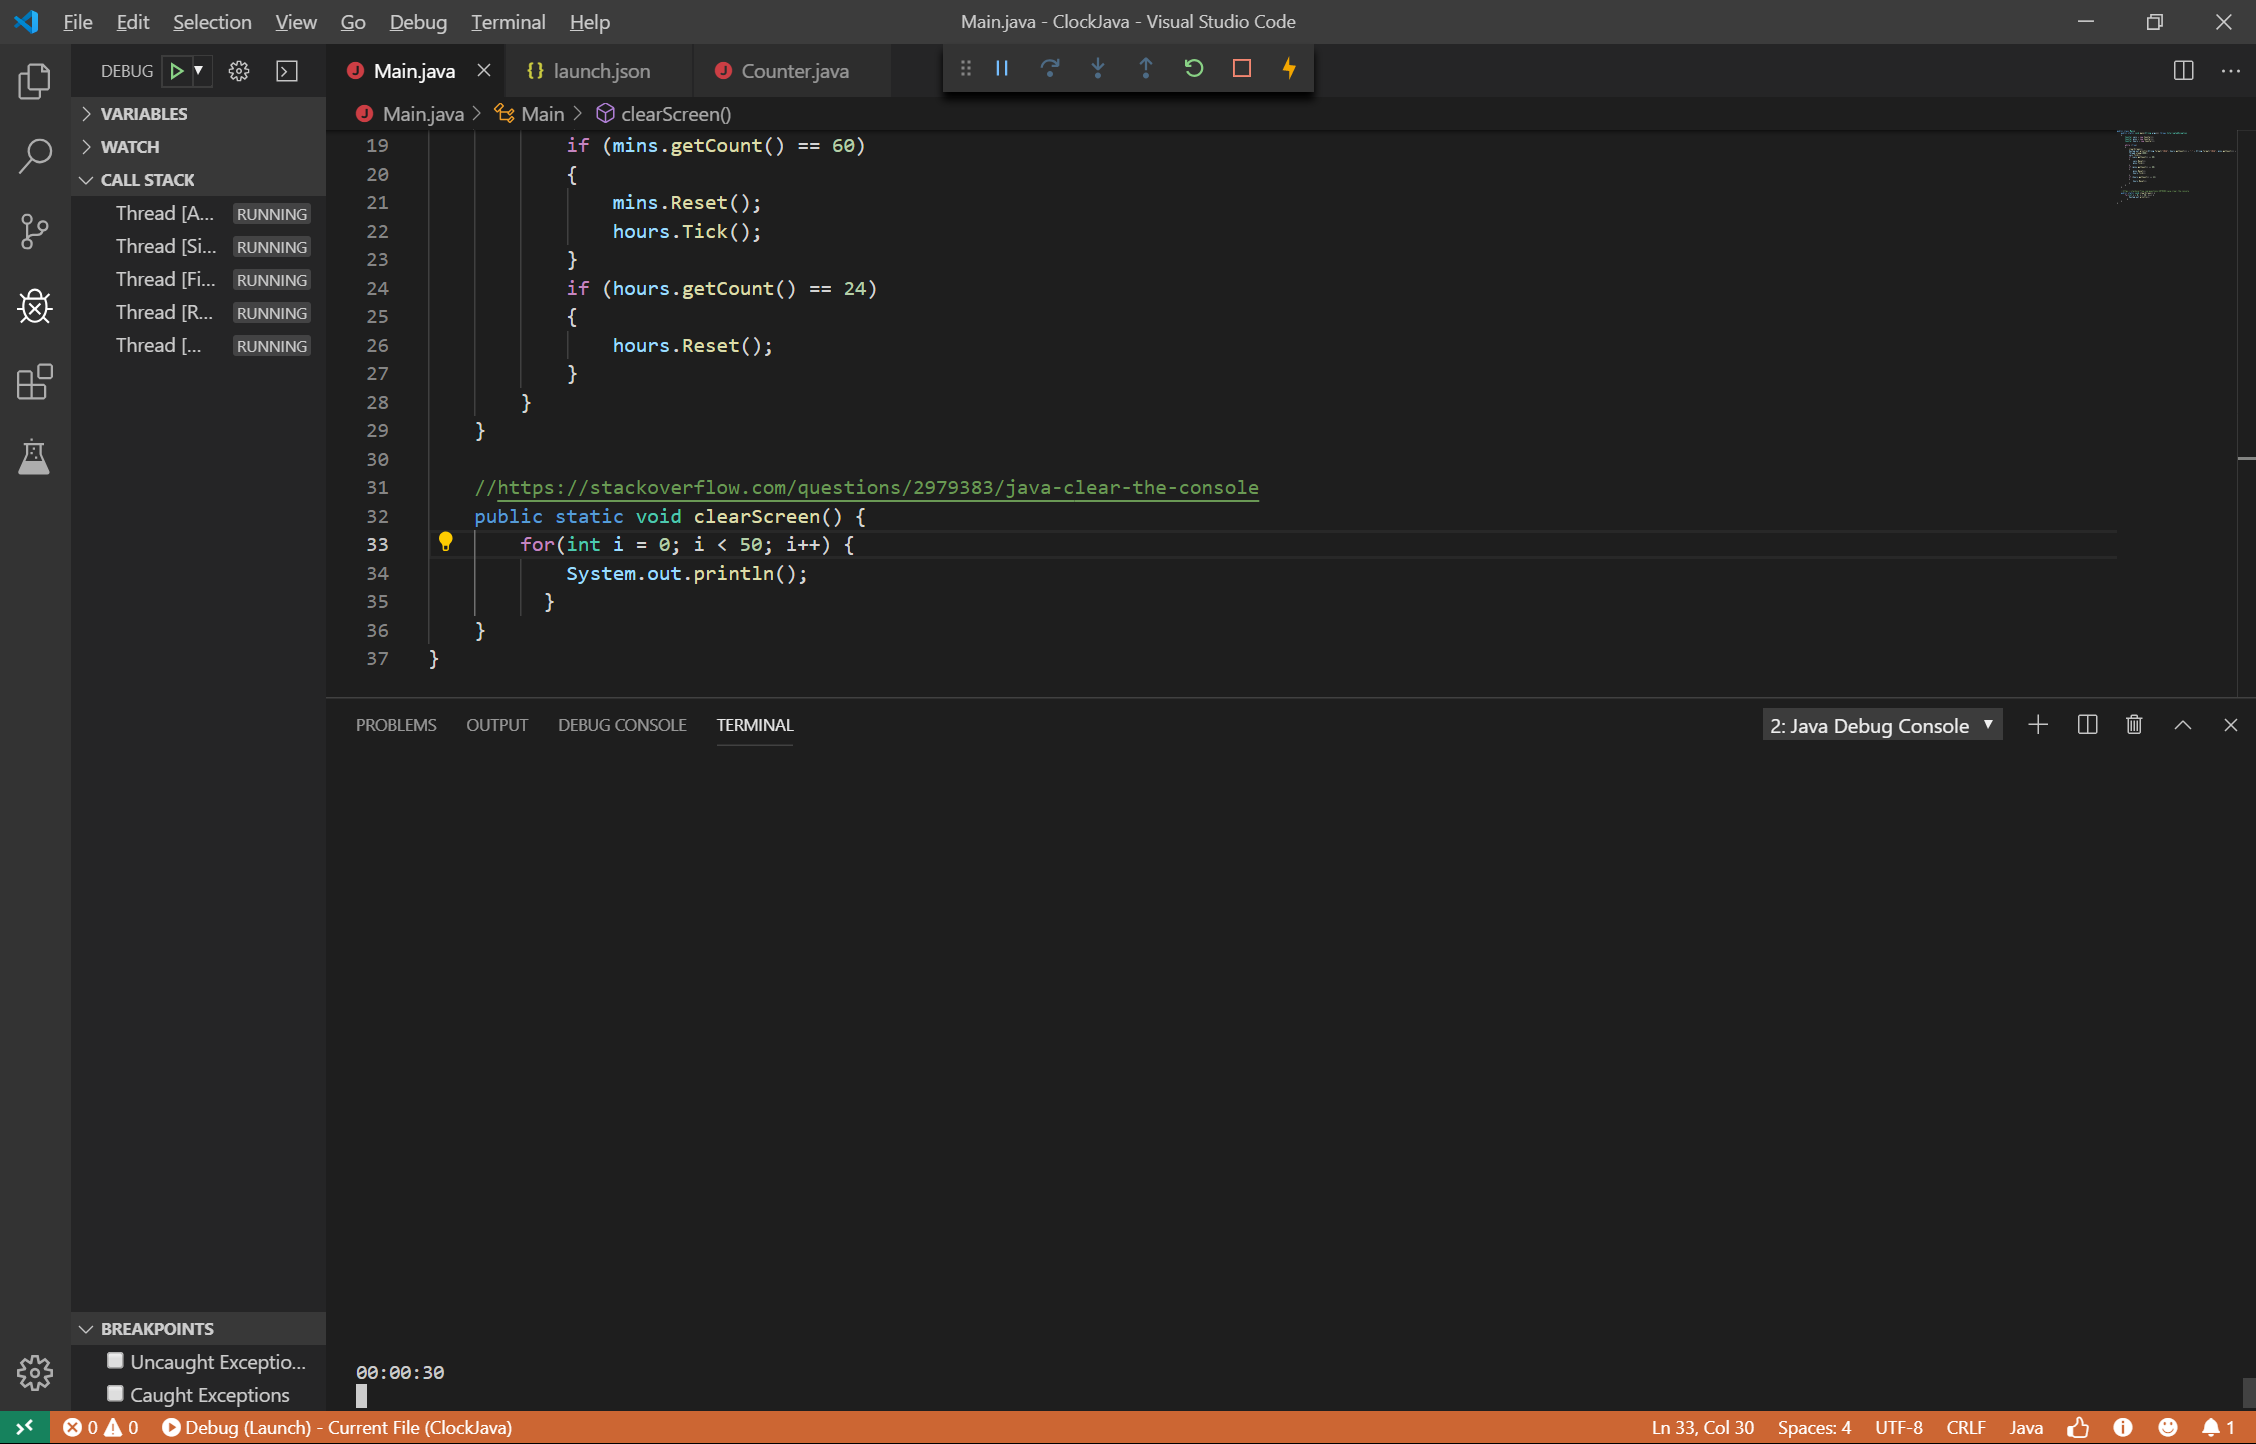 File Edit Selection View Go Debug Terminal Help
Main.java - ClockJava - Visual Studio Code
DEBUG
Main.java
launch.json
Counter.java
VARIABLES
WATCH
CALL STACK
Thread [A... RUNNING
Thread [Si... RUNNING
Thread [Fi... RUNNING
Thread [R... RUNNING
Thread [... RUNNING
Main.java > Main > clearScreen()
19 if (mins.getCount() == 60)
20 {
21 mins.Reset();
22 hours.Tick();
23 }
24 if (hours.getCount() == 24)
25 {
26 hours.Reset();
27 }
28 }
29 }
30
31 //https://stackoverflow.com/questions/2979383/java-clear-the-console
32 public static void clearScreen() {
33 for(int i = 0; i < 50; i++) {
34 System.out.println();
35 }
36 }
37 }
PROBLEMS OUTPUT DEBUG CONSOLE TERMINAL
2: Java Debug Console
00:00:30
BREAKPOINTS
Uncaught Exceptio...
Caught Exceptions
0 0 Debug (Launch) - Current File (ClockJava)
Ln 33, Col 30 Spaces: 4 UTF-8 CRLF Java 1